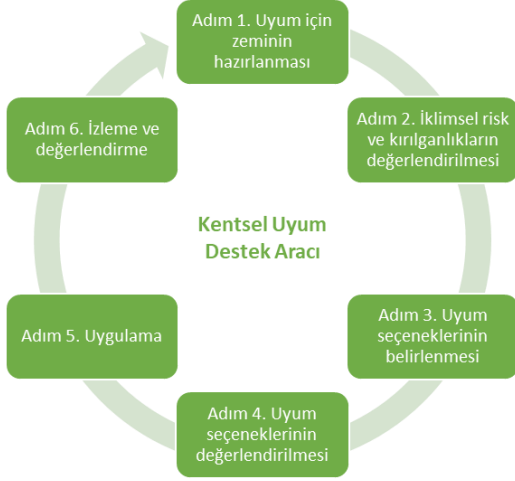 Adım 1. Uyum için
zeminin
hazırlanması
Adım 2. İklimsel risk
ve kırılganlıkların
değerlendirilmesi
Adım 3. Uyum
seçeneklerinin
belirlenmesi
Adım 4. Uyum
seçeneklerinin
değerlendirilmesi
Adım 5. Uygulama
Adım 6. İzleme ve
değerlendirme
Kentsel Uyum
Destek Aracı